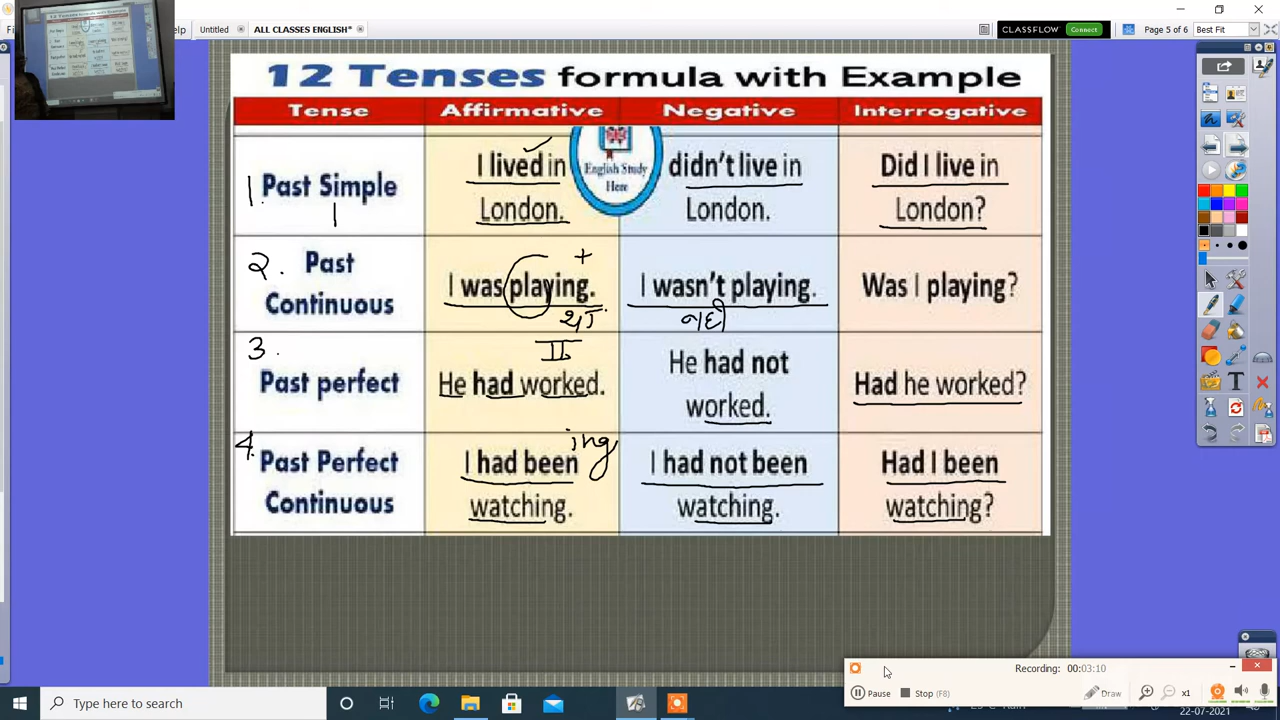 Untitled
ALL CLASSES ENGLISH*
CLASSFLOW
Connect
Page 5 of 6
Best Fit
12 Tenses formula with Example
Tense Affirmative Negative Interrogative
1. Past Simple
I
I lived in
London.
English Study
Here
didn't live in
London.
Did I live in
London?
2. Past
Continuous
+
I was playing.
I wasn't playing.
નહીં
Was I playing?
3.
Past perfect
II
He had worked.
He had not
worked.
Had he worked?
4.
Past Perfect
Continuous
ing
I had been
watching.
I had not been
watching.
Had I been
watching?
Recording: 00:03:10
Pause
Stop (F8)
Draw
x1
Type here to search
22-07-2021